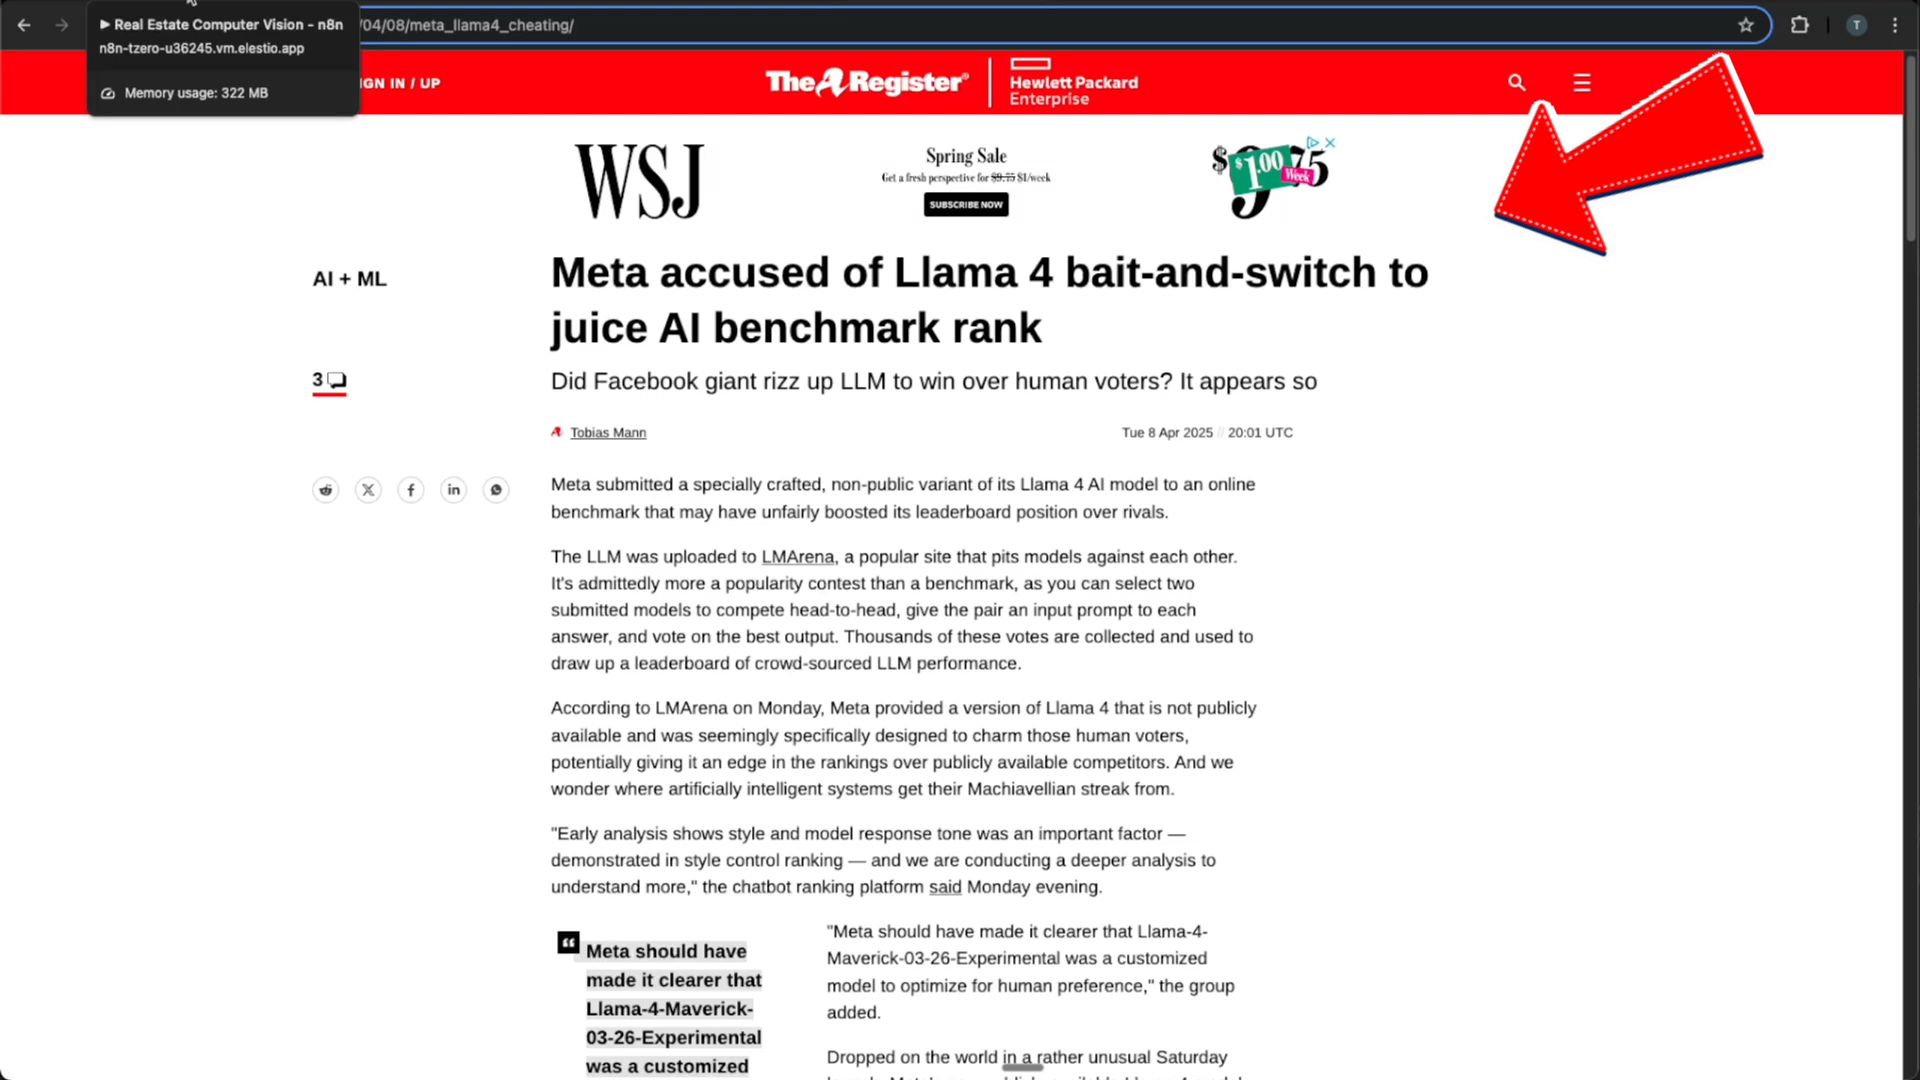 ▶ Real Estate Computer Vision - n8n
n8n-tzero-u36245.vm.elestio.app
Memory usage: 322 MB
/04/08/meta_llama4_cheating/
T
IGN IN / UP
The Register®
Hewlett Packard
Enterprise
WSJ
Spring Sale
Get a fresh perspective for $9.75 $1/week
SUBSCRIBE NOW
$1.00
Week
AI + ML
Meta accused of Llama 4 bait-and-switch to
juice AI benchmark rank
3
Did Facebook giant rizz up LLM to win over human voters? It appears so
Tobias Mann
Tue 8 Apr 2025 // 20:01 UTC
Meta submitted a specially crafted, non-public variant of its Llama 4 AI model to an online
benchmark that may have unfairly boosted its leaderboard position over rivals.
The LLM was uploaded to LMArena, a popular site that pits models against each other.
It's admittedly more a popularity contest than a benchmark, as you can select two
submitted models to compete head-to-head, give the pair an input prompt to each
answer, and vote on the best output. Thousands of these votes are collected and used to
draw up a leaderboard of crowd-sourced LLM performance.
According to LMArena on Monday, Meta provided a version of Llama 4 that is not publicly
available and was seemingly specifically designed to charm those human voters,
potentially giving it an edge in the rankings over publicly available competitors. And we
wonder where artificially intelligent systems get their Machiavellian streak from.
"Early analysis shows style and model response tone was an important factor —
demonstrated in style control ranking — and we are conducting a deeper analysis to
understand more," the chatbot ranking platform said Monday evening.
Meta should have
made it clearer that
Llama-4-Maverick-
03-26-Experimental
was a customized
"Meta should have made it clearer that Llama-4-
Maverick-03-26-Experimental was a customized
model to optimize for human preference," the group
added.
Dropped on the world in a rather unusual Saturday